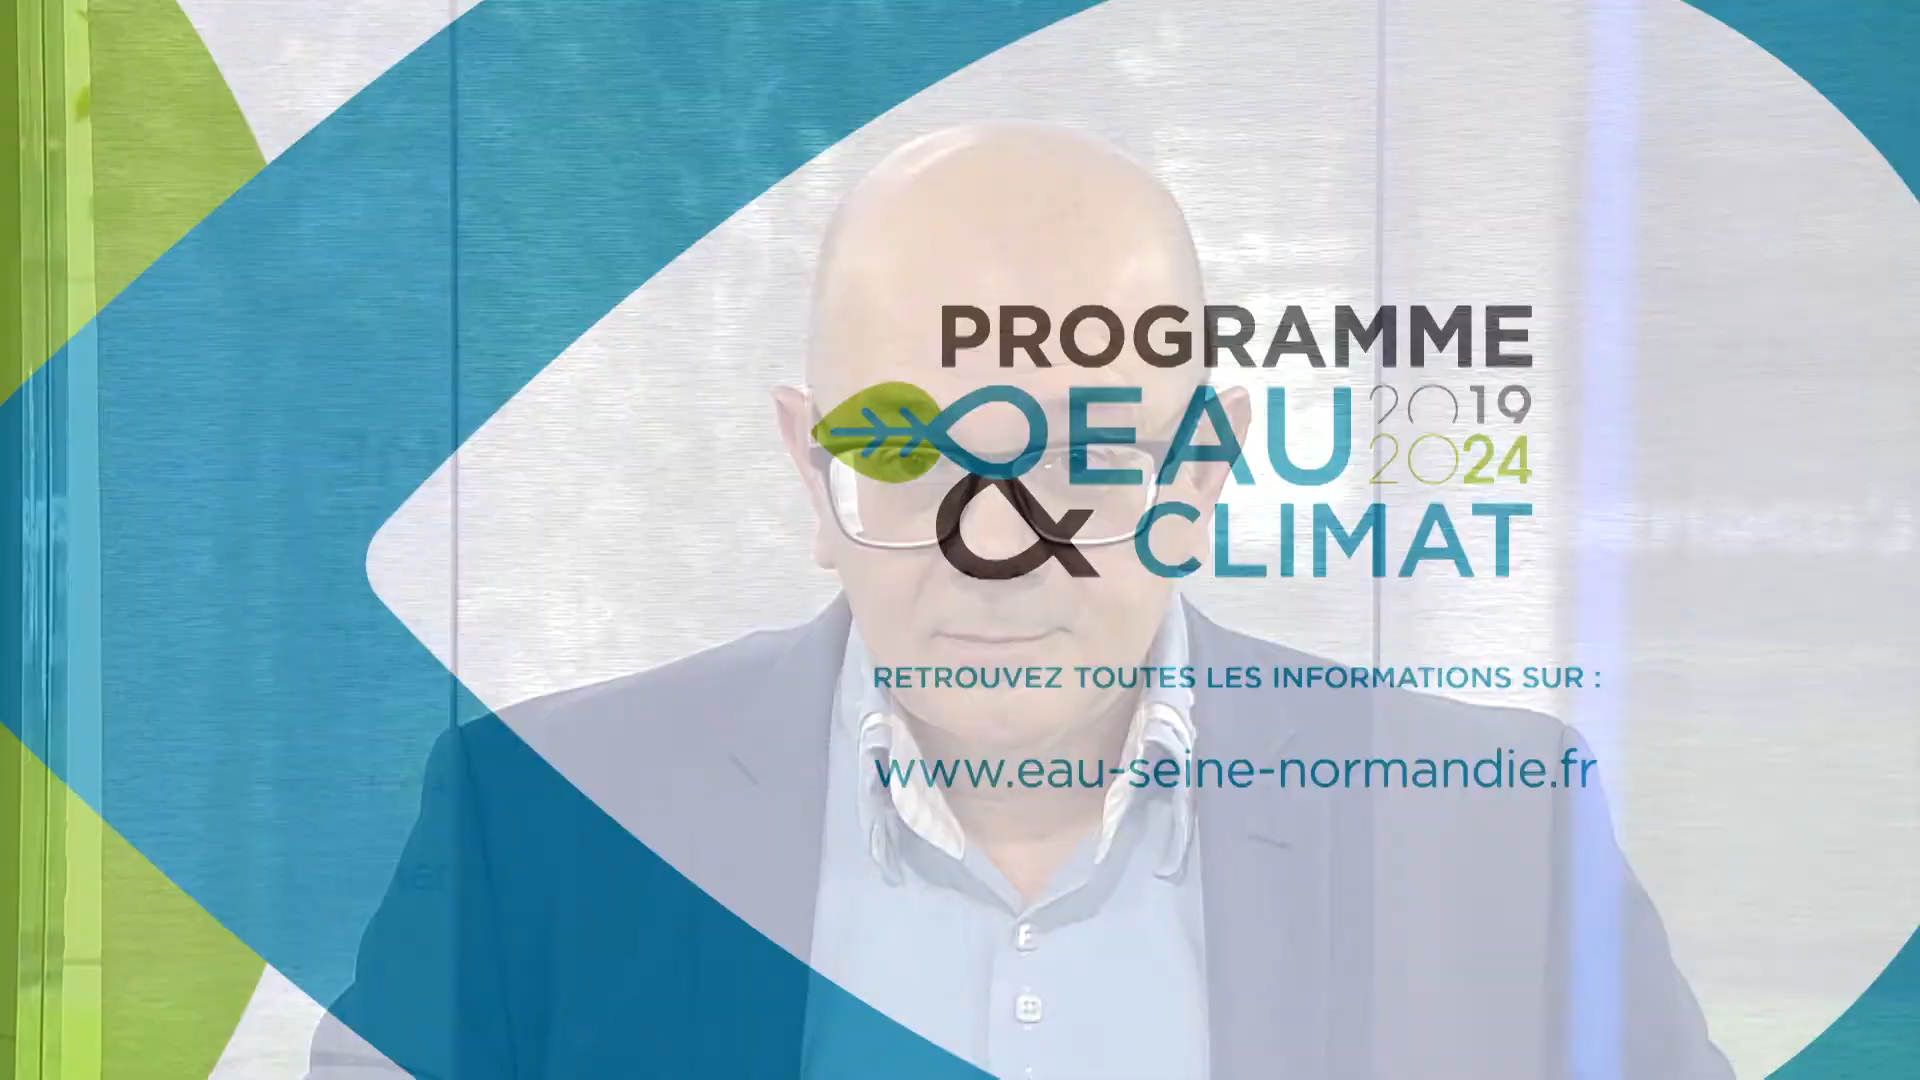 PROGRAMME
EAU 2019
2024
& CLIMAT
RETROUVEZ TOUTES LES INFORMATIONS SUR :
www.eau-seine-normandie.fr